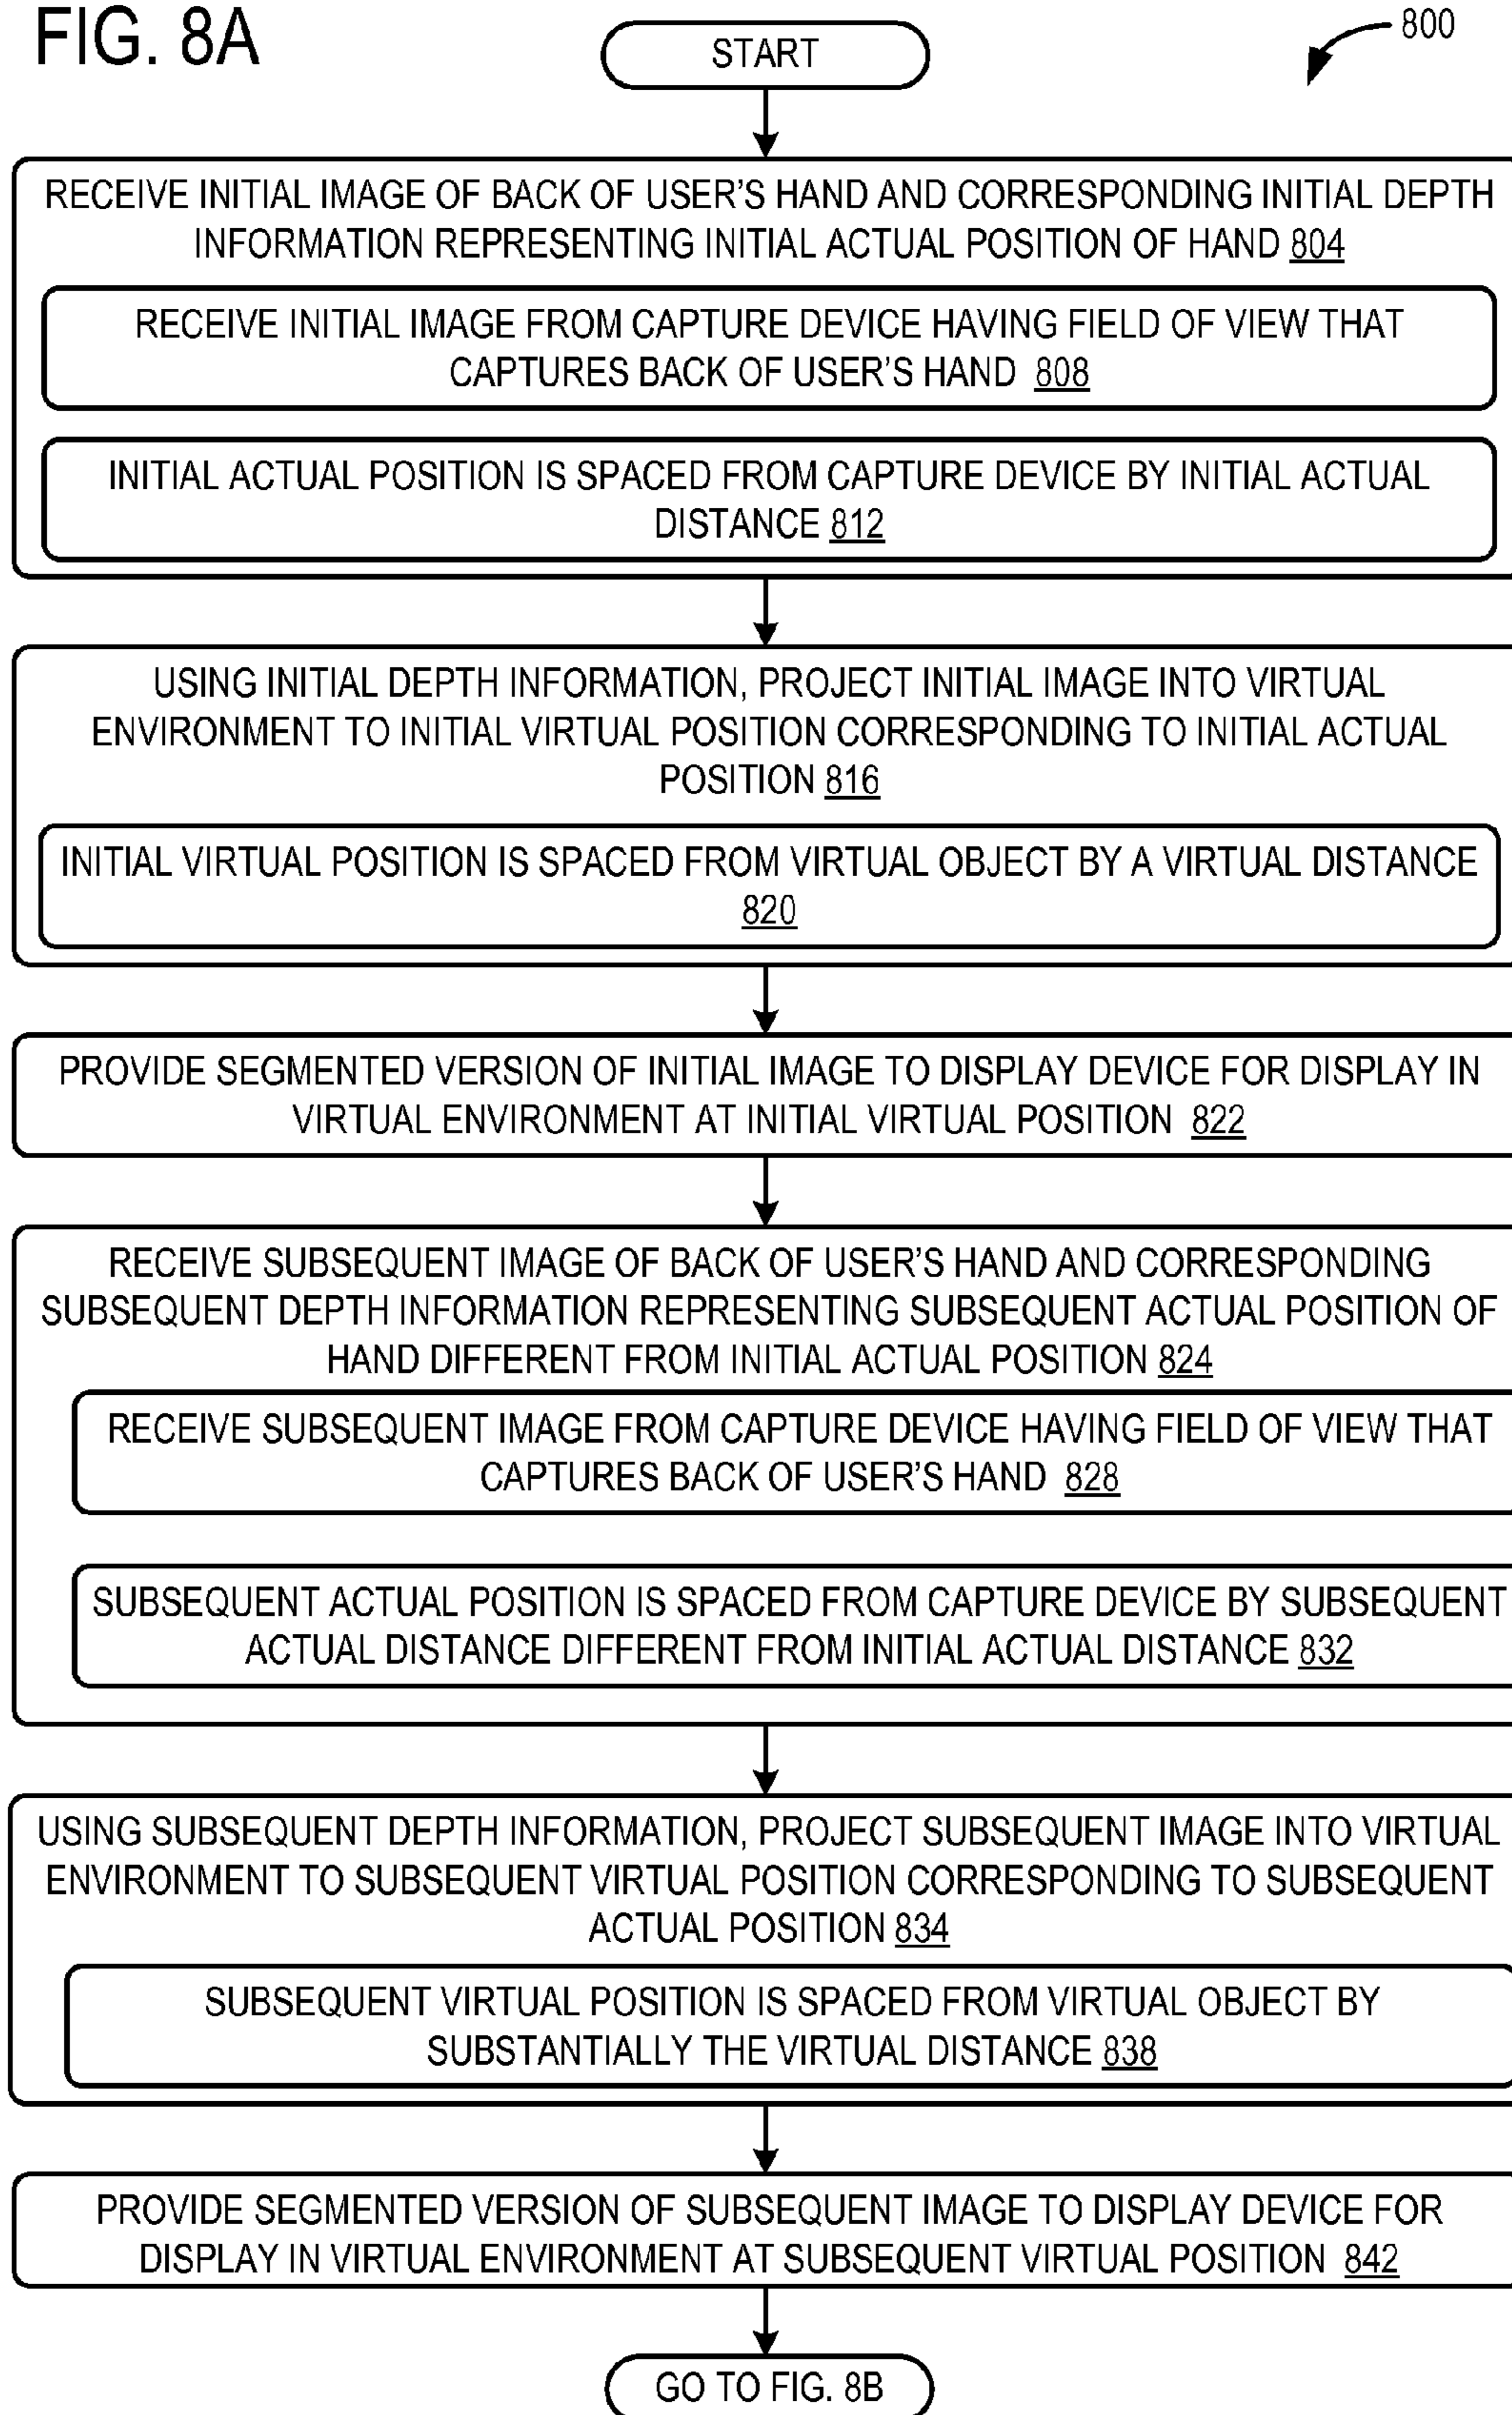 FIG. 8A
START
800
RECEIVE INITIAL IMAGE OF BACK OF USER'S HAND AND CORRESPONDING INITIAL DEPTH
INFORMATION REPRESENTING INITIAL ACTUAL POSITION OF HAND 804
RECEIVE INITIAL IMAGE FROM CAPTURE DEVICE HAVING FIELD OF VIEW THAT
CAPTURES BACK OF USER'S HAND 808
INITIAL ACTUAL POSITION IS SPACED FROM CAPTURE DEVICE BY INITIAL ACTUAL
DISTANCE 812
USING INITIAL DEPTH INFORMATION, PROJECT INITIAL IMAGE INTO VIRTUAL
ENVIRONMENT TO INITIAL VIRTUAL POSITION CORRESPONDING TO INITIAL ACTUAL
POSITION 816
INITIAL VIRTUAL POSITION IS SPACED FROM VIRTUAL OBJECT BY A VIRTUAL DISTANCE
820
PROVIDE SEGMENTED VERSION OF INITIAL IMAGE TO DISPLAY DEVICE FOR DISPLAY IN
VIRTUAL ENVIRONMENT AT INITIAL VIRTUAL POSITION 822
RECEIVE SUBSEQUENT IMAGE OF BACK OF USER'S HAND AND CORRESPONDING
SUBSEQUENT DEPTH INFORMATION REPRESENTING SUBSEQUENT ACTUAL POSITION OF
HAND DIFFERENT FROM INITIAL ACTUAL POSITION 824
RECEIVE SUBSEQUENT IMAGE FROM CAPTURE DEVICE HAVING FIELD OF VIEW THAT
CAPTURES BACK OF USER'S HAND 828
SUBSEQUENT ACTUAL POSITION IS SPACED FROM CAPTURE DEVICE BY SUBSEQUENT
ACTUAL DISTANCE DIFFERENT FROM INITIAL ACTUAL DISTANCE 832
USING SUBSEQUENT DEPTH INFORMATION, PROJECT SUBSEQUENT IMAGE INTO VIRTUAL
ENVIRONMENT TO SUBSEQUENT VIRTUAL POSITION CORRESPONDING TO SUBSEQUENT
ACTUAL POSITION 834
SUBSEQUENT VIRTUAL POSITION IS SPACED FROM VIRTUAL OBJECT BY
SUBSTANTIALLY THE VIRTUAL DISTANCE 838
PROVIDE SEGMENTED VERSION OF SUBSEQUENT IMAGE TO DISPLAY DEVICE FOR
DISPLAY IN VIRTUAL ENVIRONMENT AT SUBSEQUENT VIRTUAL POSITION 842
GO TO FIG. 8B